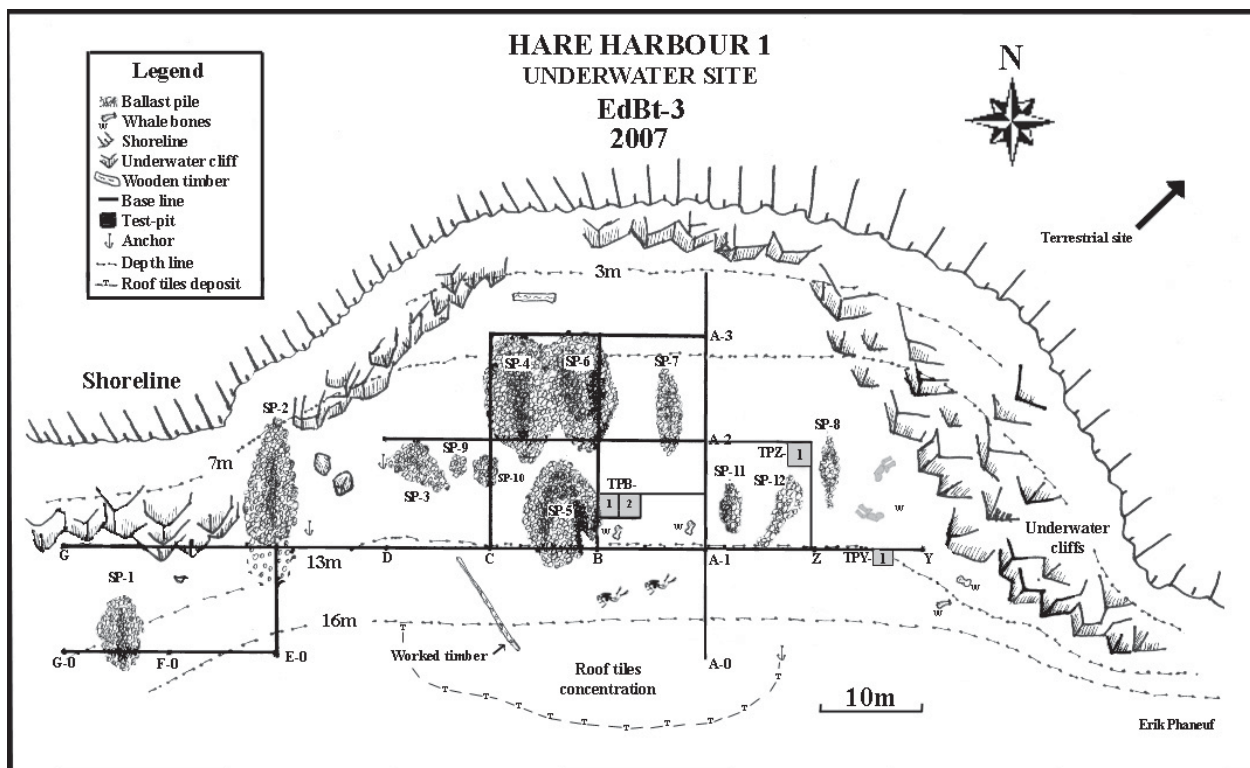 HARE HARBOUR 1
UNDERWATER SITE
EdBt-3
2007
N
Terrestrial site
Legend
Ballast pile
w
Whale bones
Shoreline
Underwater cliff
Wooden timber
Base line
Test-pit
Anchor
Depth line
T Roof tiles deposit
3m
A-3
SP-4
SP-6
SP-7
Shoreline
SP-2
7m
A-2
SP-8
SP-9
SP-3
SP-10
TPZ- 1
SP-11
SP-12
TPB-
1 2
SP-5
w
w
w
Underwater
cliffs
G
13m
D
C
B
A-1
Z
TPY- 1
Y
SP-1
w
w
16m
G-0
F-0
E-0
Worked timber
A-0
Roof tiles
concentration
T
T
T
T
T
T
T
T
T
T
T
10m
Erik Phaneuf